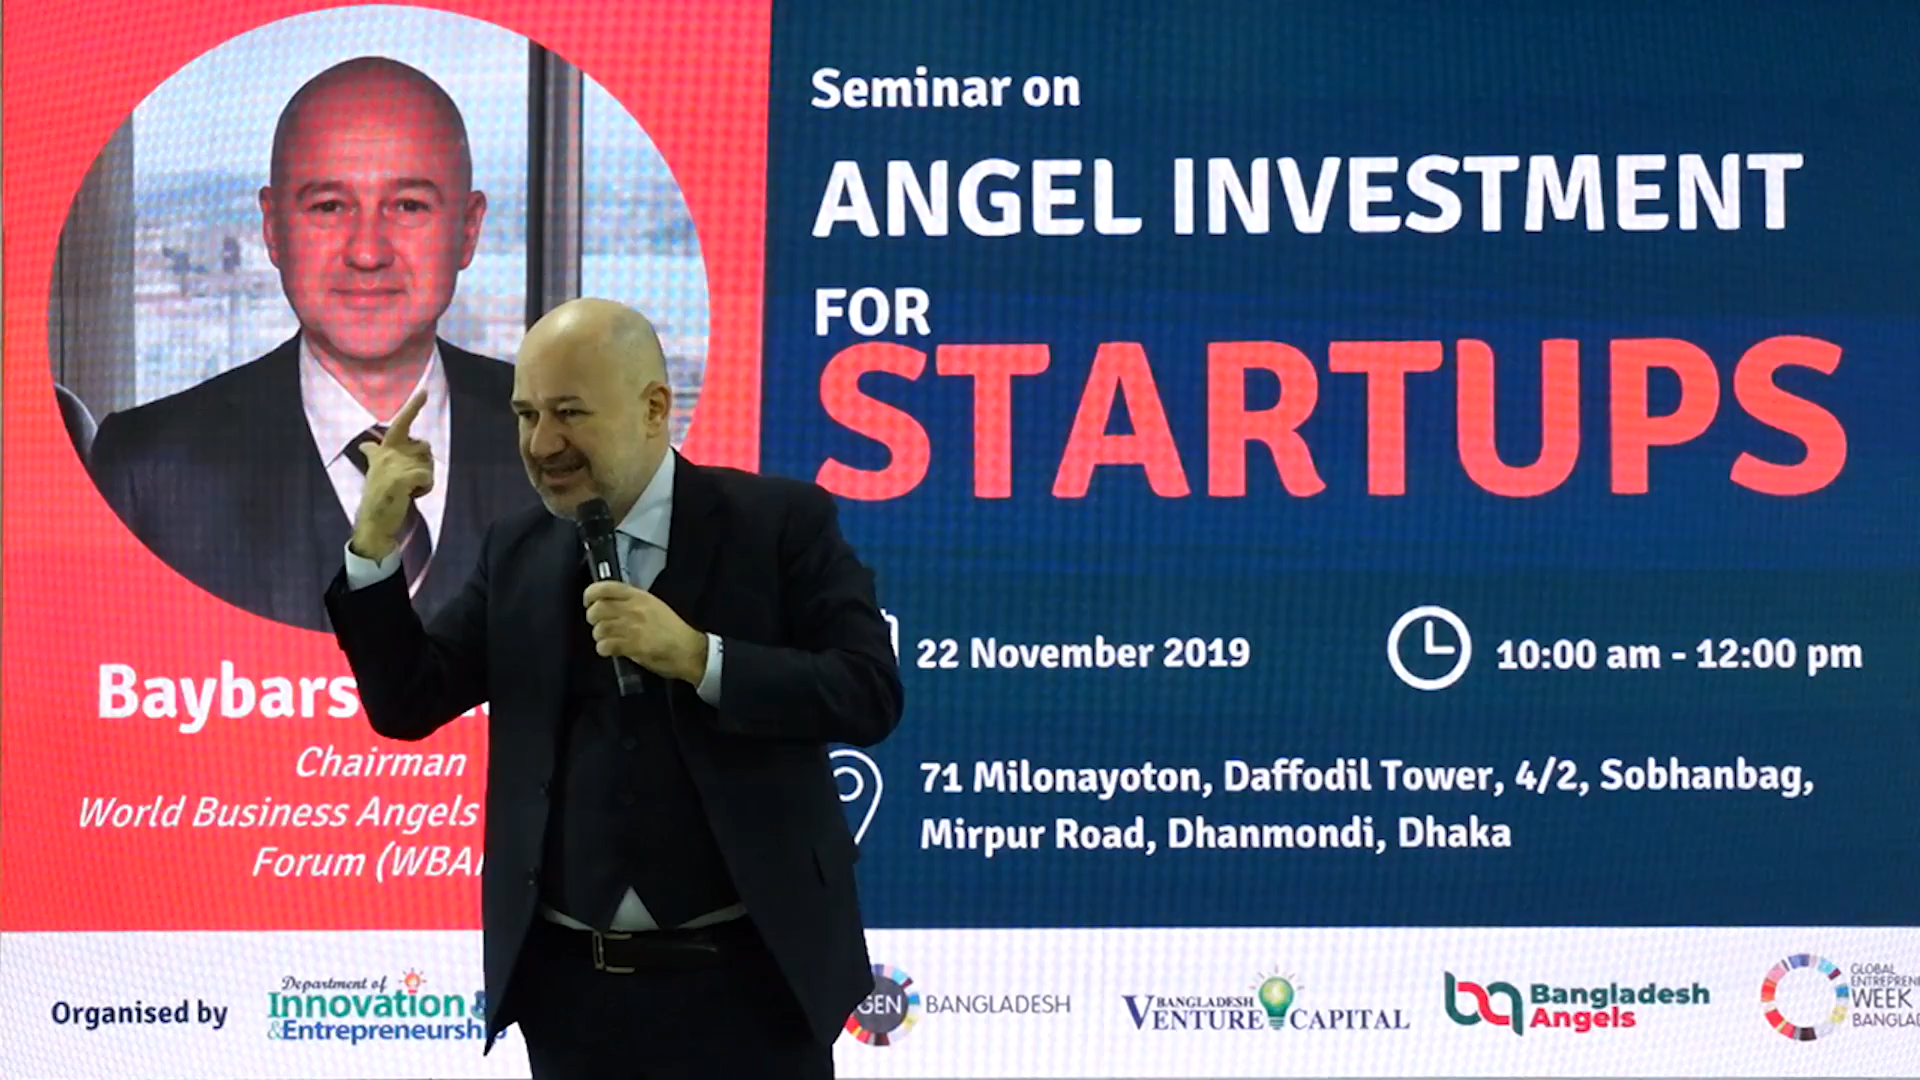 Seminar on
ANGEL INVESTMENT
FOR
STARTUPS
22 November 2019
10:00 am - 12:00 pm
71 Milonayoton, Daffodil Tower, 4/2, Sobhanbag,
Mirpur Road, Dhanmondi, Dhaka
Baybars
Chairman
World Business Angels
Forum
Organised by
Department of
Innovation &
&Entrepreneurship
GEN BANGLADESH
BANGLADESH
VENTURE CAPITAL
Bangladesh
Angels
GLOBAL
WEEK